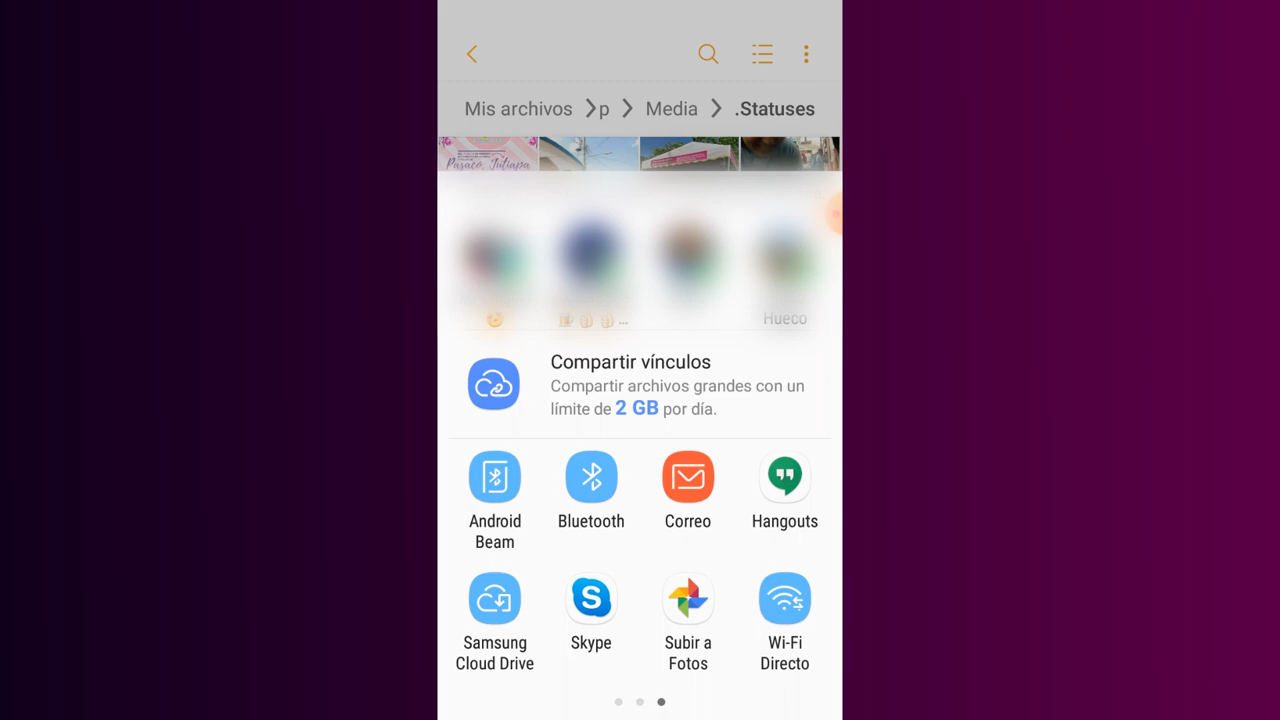 Mis archivos p Media .Statuses
Pasaco, Jutiapa
Hueco
Compartir vínculos
Compartir archivos grandes con un
límite de 2 GB por día.
Android
Beam
Bluetooth
Correo
Hangouts
Samsung
Cloud Drive
Skype
Subir a
Fotos
Wi-Fi
Directo